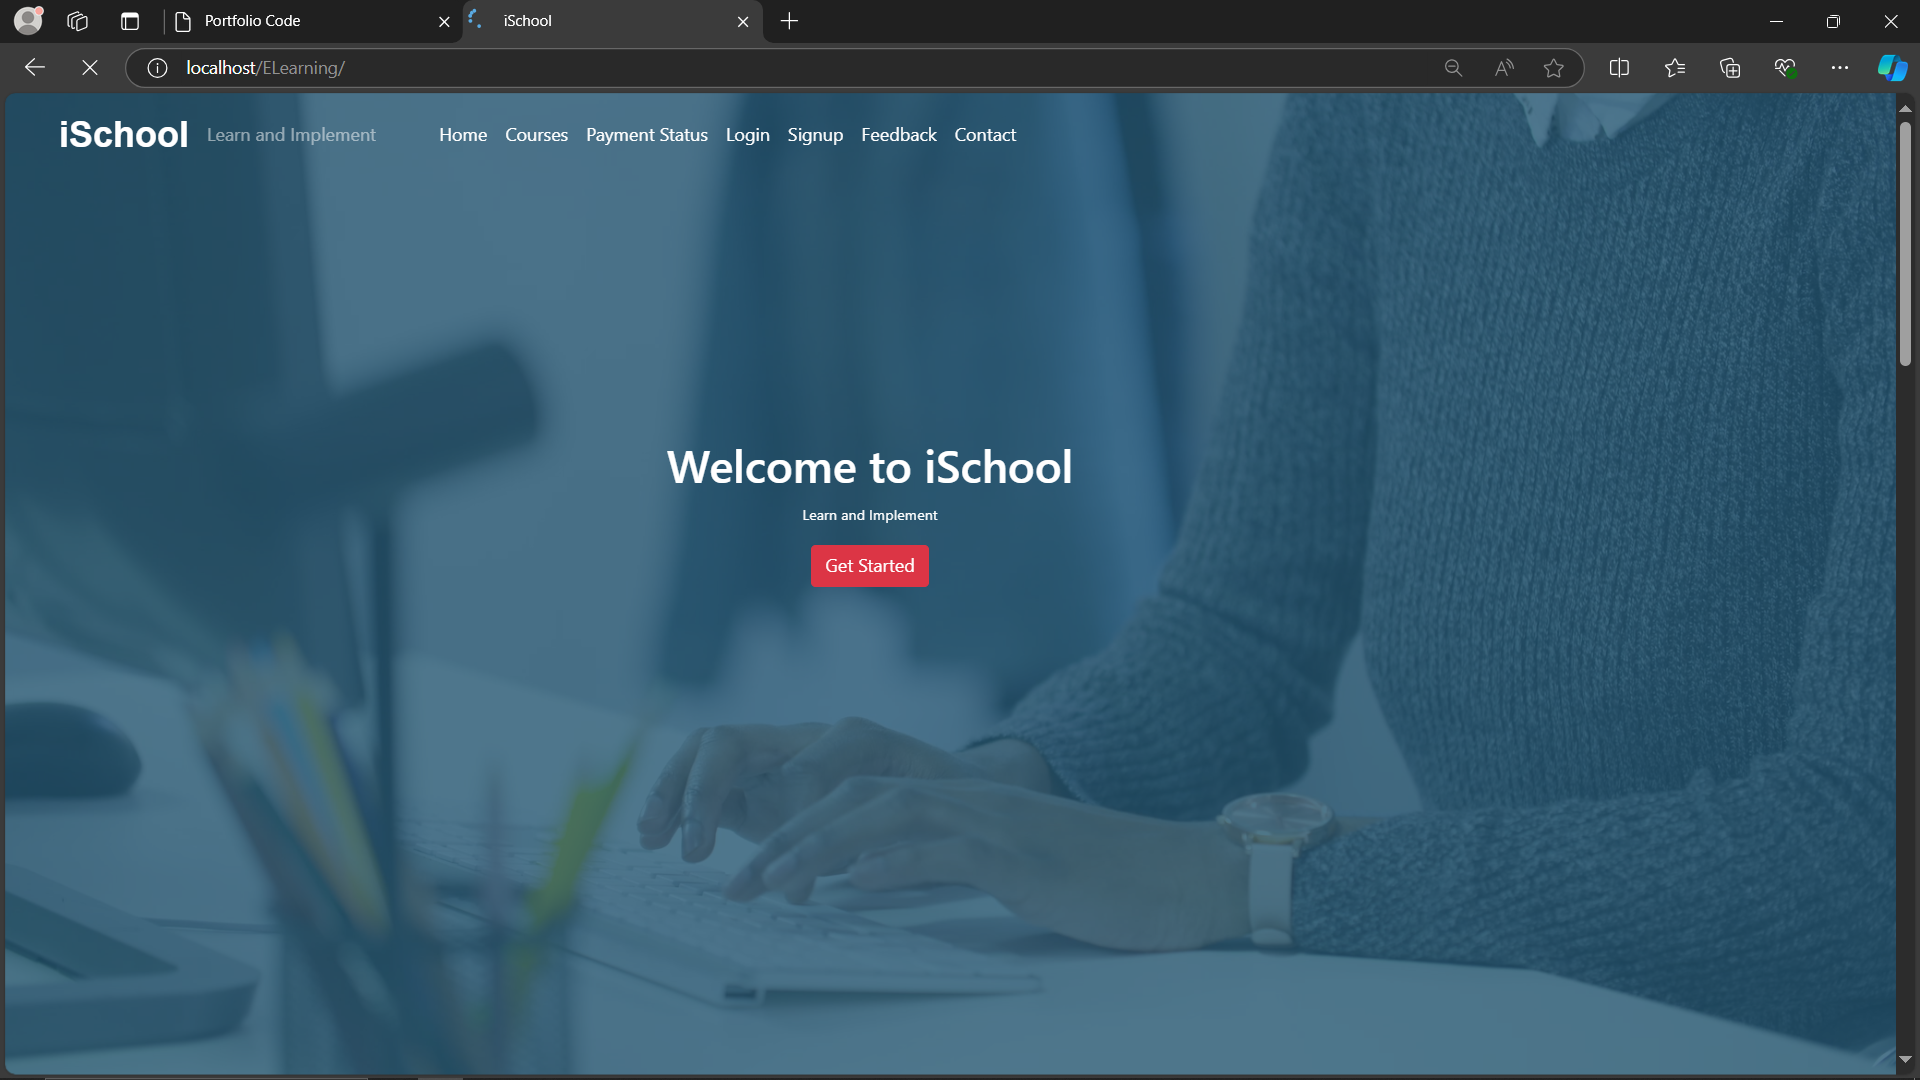 Portfolio Code
iSchool
localhost/ELearning/
iSchool Learn and Implement Home Courses Payment Status Login Signup Feedback Contact
Welcome to iSchool
Learn and Implement
Get Started